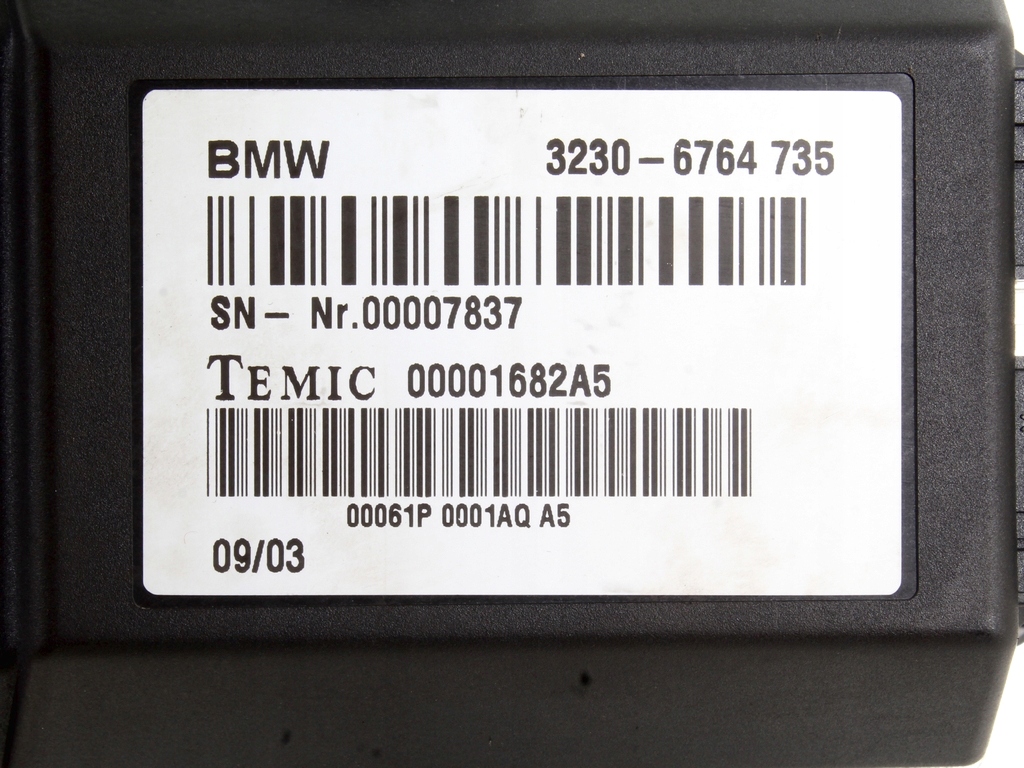 BMW 3230-6764 735
SN- Nr.00007837
TEMIC 00001682A5
00061P 0001AQ A5
09/03